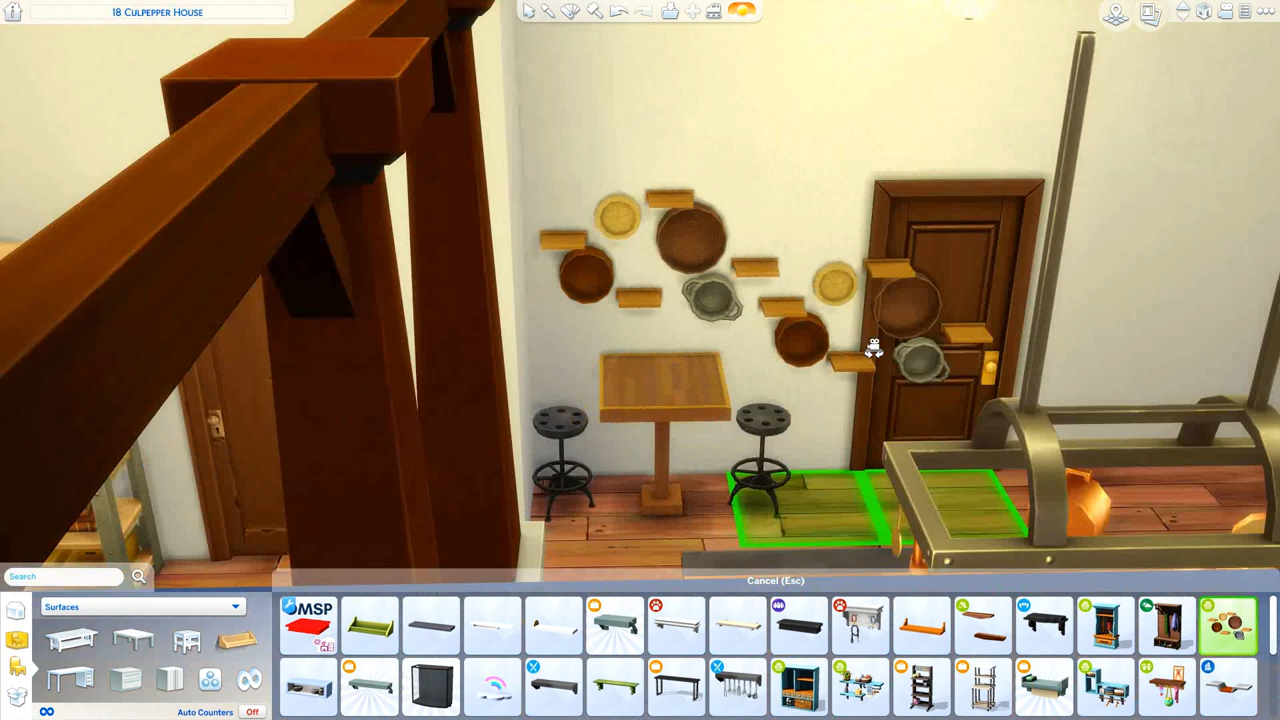 18 Culpepper House
Cancel (Esc)
Search
Surfaces
MSP
Auto Counters
Off